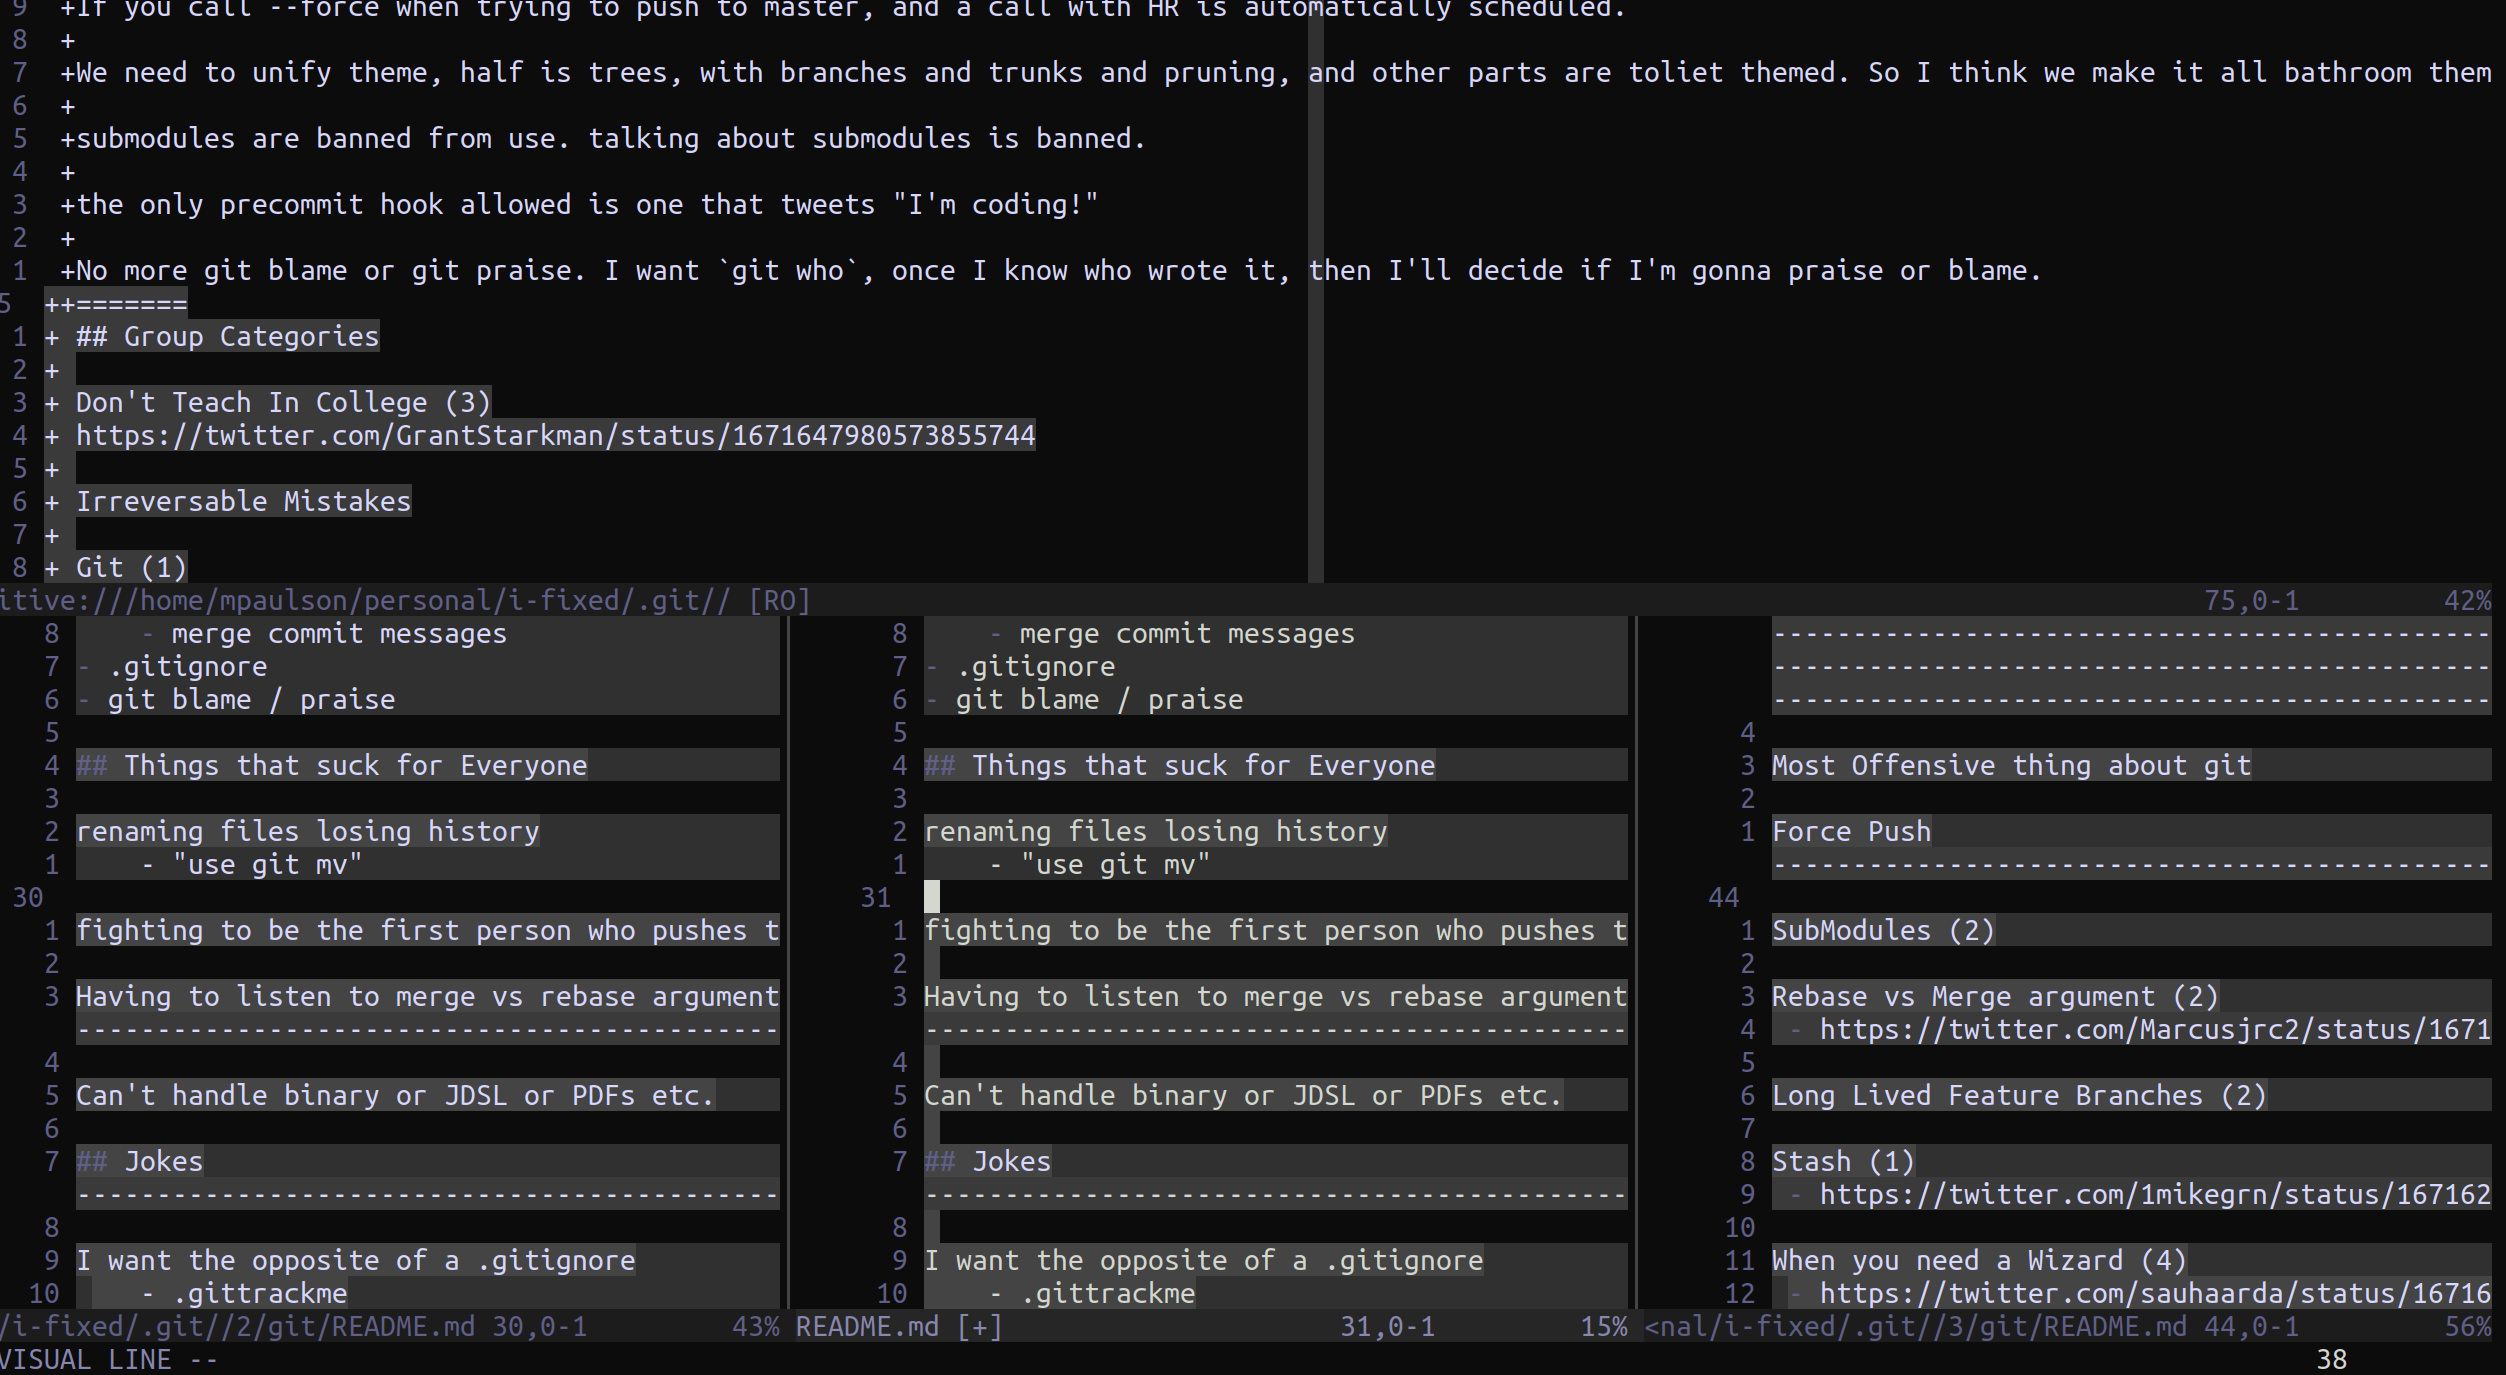 9 +If you call --force when trying to push to master, and a call with HR is automatically scheduled.
8 +
7 +We need to unify theme, half is trees, with branches and trunks and pruning, and other parts are toliet themed. So I think we make it all bathroom them
6 +
5 +submodules are banned from use. talking about submodules is banned.
4 +
3 +the only precommit hook allowed is one that tweets "I'm coding!"
2 +
1 +No more git blame or git praise. I want `git who`, once I know who wrote it, then I'll decide if I'm gonna praise or blame.
5 ++=======
1 + ## Group Categories
2 +
3 + Don't Teach In College (3)
4 + https://twitter.com/GrantStarkman/status/1671647980573855744
5 +
6 + Irreversable Mistakes
7 +
8 + Git (1)
itive:///home/mpaulson/personal/i-fixed/.git// [RO] 75,0-1 42%
8 - merge commit messages
7 - .gitignore
6 - git blame / praise
5
4 ## Things that suck for Everyone
3
2 renaming files losing history
1 - "use git mv"
30
1 fighting to be the first person who pushes t
2
3 Having to listen to merge vs rebase argument
--------------------------------------------
4
5 Can't handle binary or JDSL or PDFs etc.
6
7 ## Jokes
--------------------------------------------
8
9 I want the opposite of a .gitignore
10 - .gittrackme
/i-fixed/.git//2/git/README.md 30,0-1 43%
8 - merge commit messages
7 - .gitignore
6 - git blame / praise
5
4 ## Things that suck for Everyone
3
2 renaming files losing history
1 - "use git mv"
31
1 fighting to be the first person who pushes t
2
3 Having to listen to merge vs rebase argument
--------------------------------------------
4
5 Can't handle binary or JDSL or PDFs etc.
6
7 ## Jokes
--------------------------------------------
8
9 I want the opposite of a .gitignore
10 - .gittrackme
README.md [+] 31,0-1 15%
---------------------------------------------
---------------------------------------------
---------------------------------------------
4
3 Most Offensive thing about git
2
1 Force Push
---------------------------------------------
44
1 SubModules (2)
2
3 Rebase vs Merge argument (2)
4 - https://twitter.com/Marcusjrc2/status/1671
5
6 Long Lived Feature Branches (2)
7
8 Stash (1)
9 - https://twitter.com/1mikegrn/status/167162
10
11 When you need a Wizard (4)
12 - https://twitter.com/sauhaarda/status/16716
<nal/i-fixed/.git//3/git/README.md 44,0-1 56%
VISUAL LINE -- 38